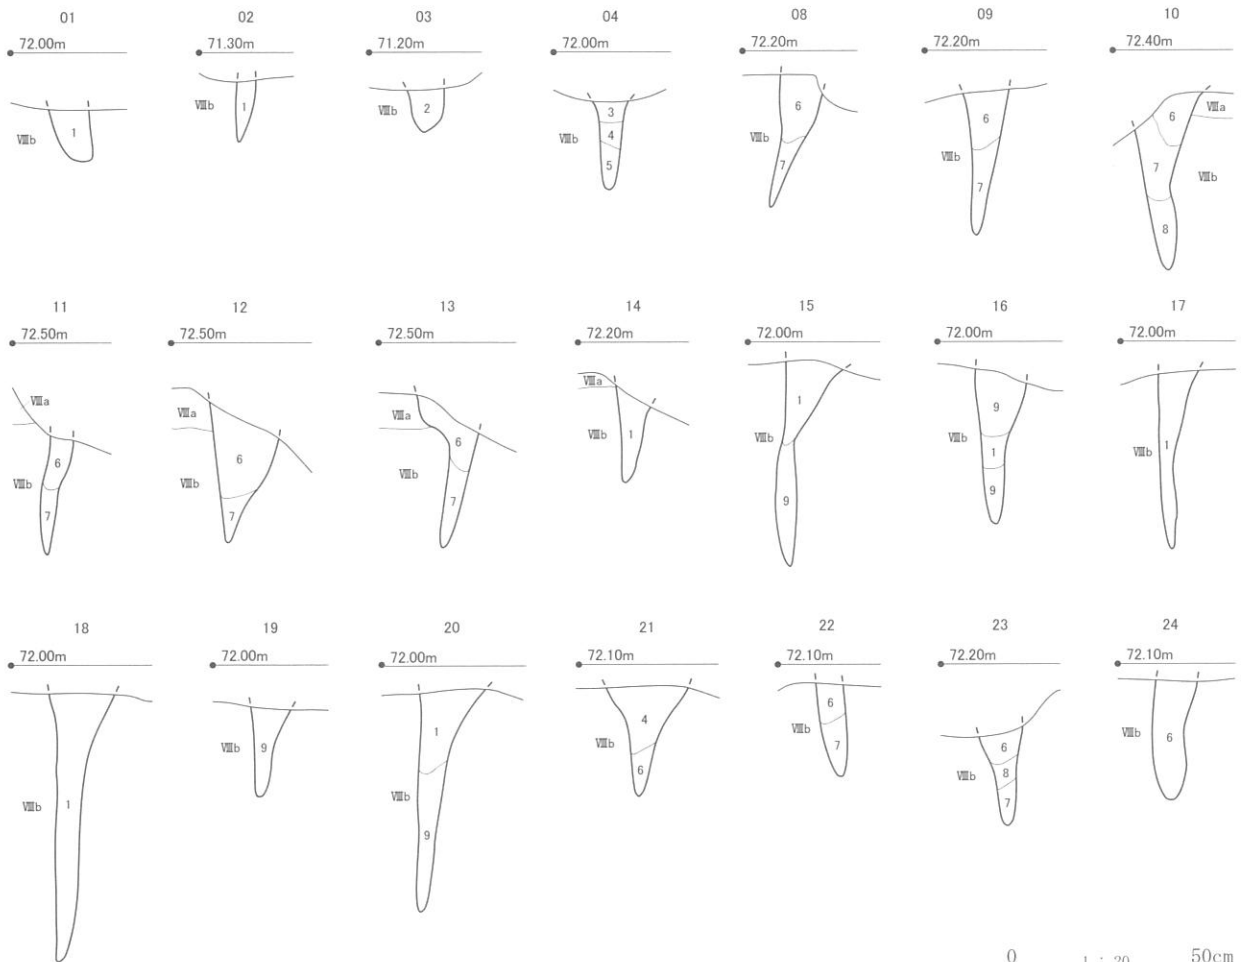 01 02 03 04 08 09 10
72.00m 71.30m 71.20m 72.00m 72.20m 72.20m 72.40m
Ⅷb 1
Ⅷb 1
Ⅷb 2
Ⅷb 3 4 5
Ⅷb 6 7
Ⅷb 6 7
6 7 8 Ⅷa Ⅷb
11 12 13 14 15 16 17
72.50m 72.50m 72.50m 72.20m 72.00m 72.00m 72.00m
Ⅷa Ⅷb 6 7
Ⅷa Ⅷb 6 7
Ⅷa Ⅷb 6 7
Ⅷa Ⅷb 1
Ⅷb 1 9
Ⅷb 9 1 9
Ⅷb 1
18 19 20 21 22 23 24
72.00m 72.00m 72.00m 72.10m 72.10m 72.20m 72.10m
Ⅷb 1
Ⅷb 9
Ⅷb 1 9
Ⅷb 4 6
Ⅷb 6 7
Ⅷb 6 8 7
Ⅷb 6
0 1:20 50cm